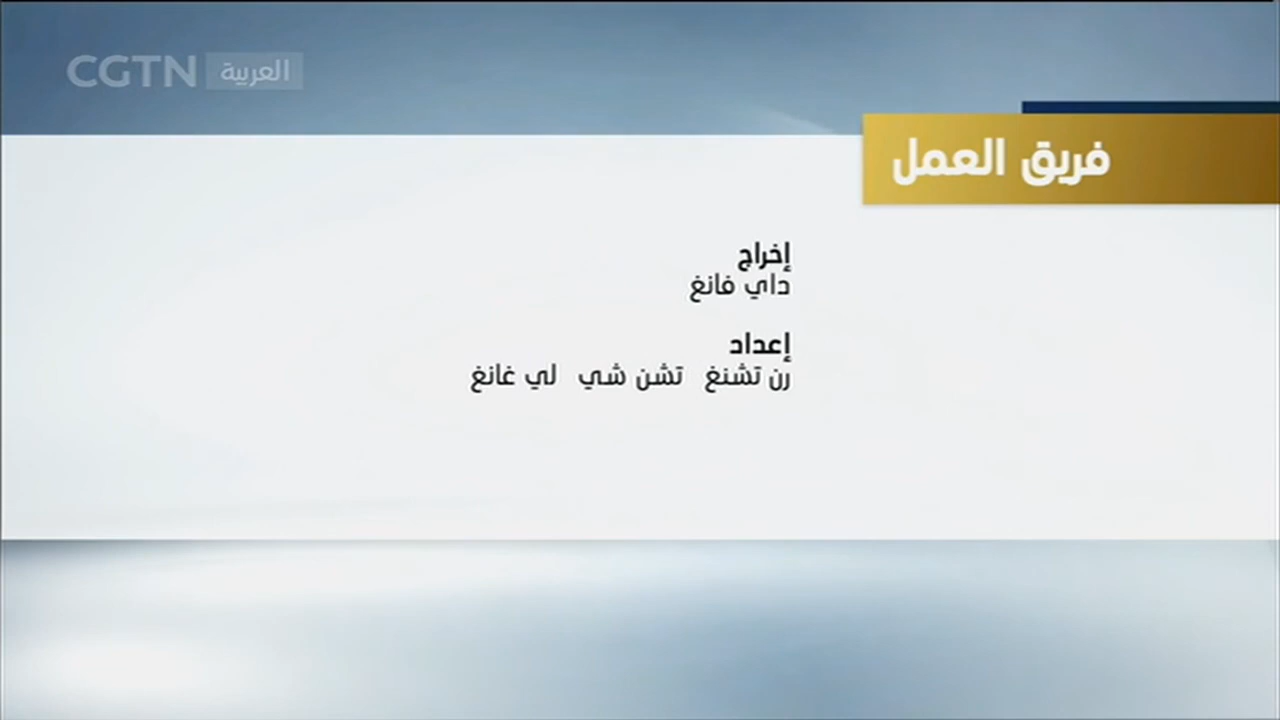 CGTN العربية
فريق العمل
إخراج
داي فانغ
إعداد
رن تشنغ تشن شي لي غانغ